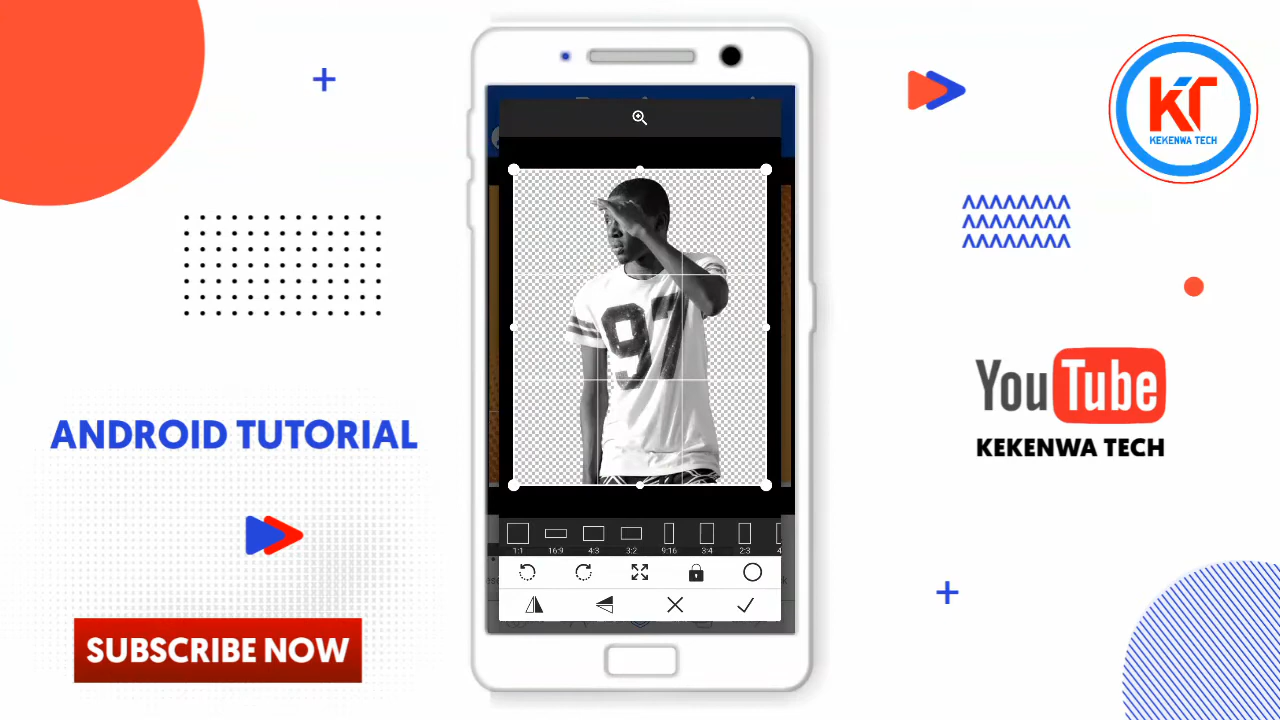 KT
KEKENWA TECH
YouTube
KEKENWA TECH
ANDROID TUTORIAL
SUBSCRIBE NOW
97
1:1 16:9 4:3 3:2 9:16 3:4 2:3